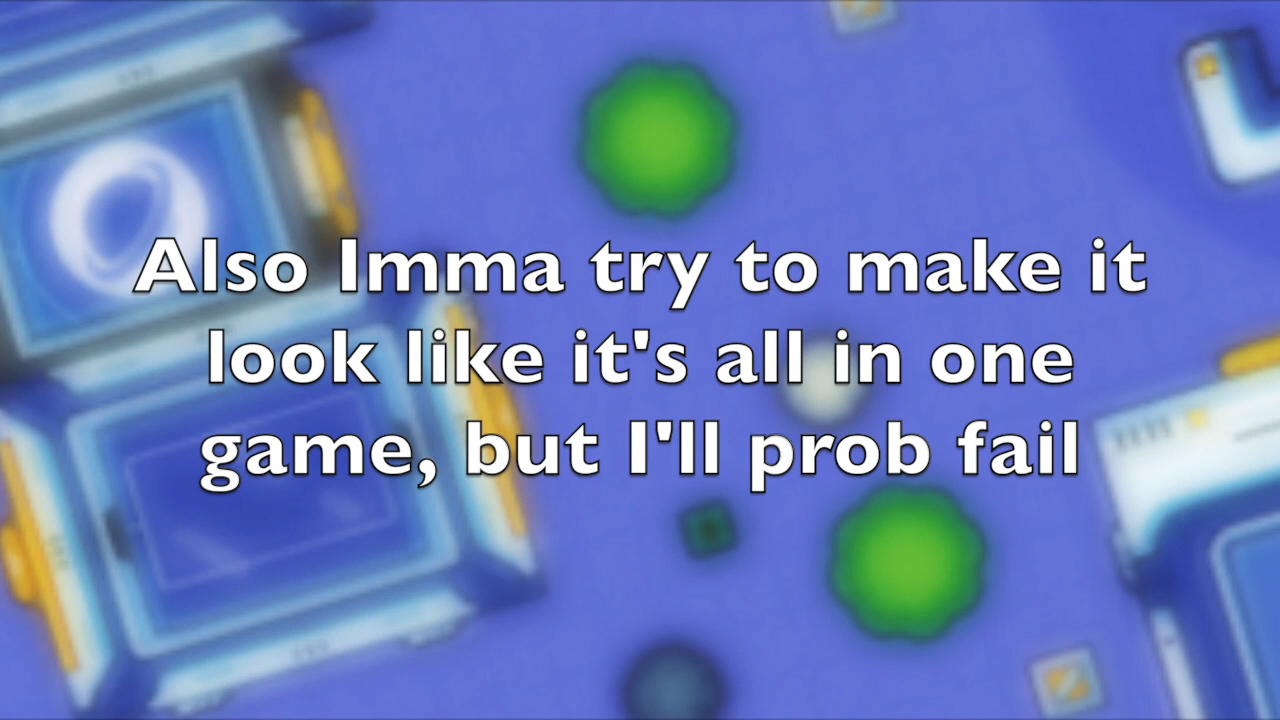 Also Imma try to make it
look like it's all in one
game, but I'll prob fail